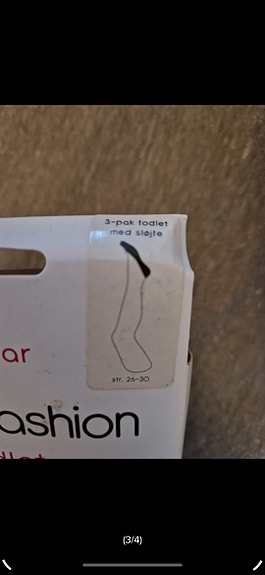 3-pak fodlet
med sløjfe
str. 26-30
ar
ashion
(3/4)